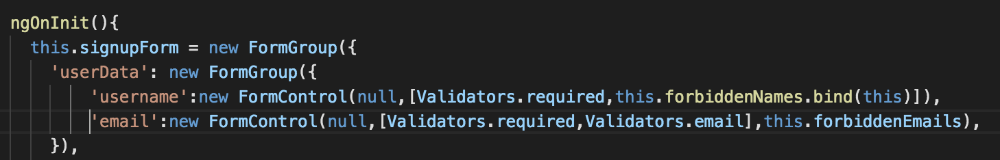 ngOnInit(){
this.signupForm = new FormGroup({
'userData': new FormGroup({
'username':new FormControl(null,[Validators.required,this.forbiddenNames.bind(this)]),
'email':new FormControl(null,[Validators.required,Validators.email],this.forbiddenEmails),
}),